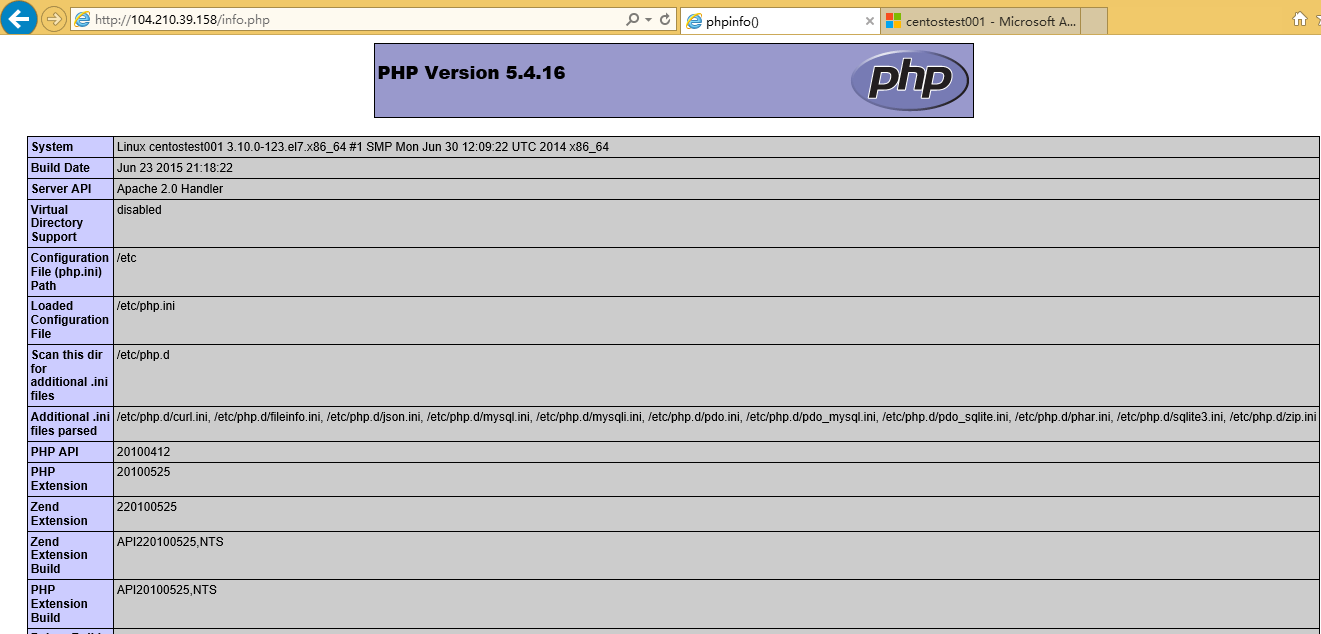 http://104.210.39.158/info.php
phpinfo()
centostest001 - Microsoft A...
PHP Version 5.4.16
php
System
Linux centostest001 3.10.0-123.el7.x86_64 #1 SMP Mon Jun 30 12:09:22 UTC 2014 x86_64
Build Date
Jun 23 2015 21:18:22
Server API
Apache 2.0 Handler
Virtual
Directory
Support
disabled
Configuration
File (php.ini)
Path
/etc
Loaded
Configuration
File
/etc/php.ini
Scan this dir
for
additional .ini
files
/etc/php.d
Additional .ini
files parsed
/etc/php.d/curl.ini, /etc/php.d/fileinfo.ini, /etc/php.d/json.ini, /etc/php.d/mysql.ini, /etc/php.d/mysqli.ini, /etc/php.d/pdo.ini, /etc/php.d/pdo_mysql.ini, /etc/php.d/pdo_sqlite.ini, /etc/php.d/phar.ini, /etc/php.d/sqlite3.ini, /etc/php.d/zip.ini
PHP API
20100412
PHP
Extension
20100525
Zend
Extension
220100525
Zend
Extension
Build
API220100525,NTS
PHP
Extension
Build
API20100525,NTS